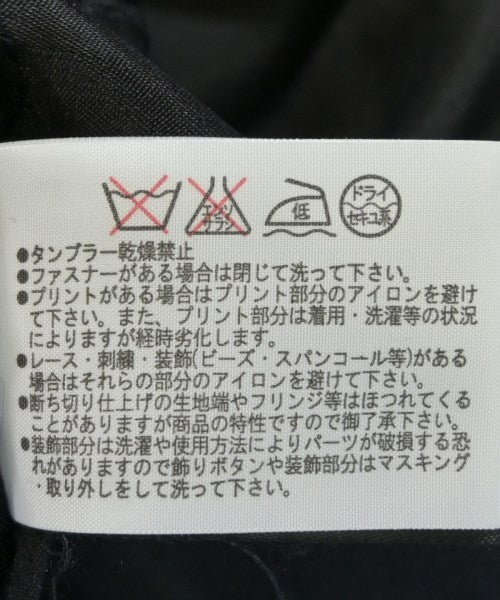 エンソ
サラシ
低
ドライ
セキユ系
●タンブラー乾燥禁止
●ファスナーがある場合は閉じて洗って下さい。
●プリントがある場合はプリント部分のアイロンを避け
て下さい。また、プリント部分は着用・洗濯等の状況
によりますが経時劣化します。
●レース・刺繍・装飾(ビーズ・スパンコール等)がある
場合はそれらの部分のアイロンを避けて下さい。
●断ち切り仕上げの生地端やフリンジ等はほつれてくる
ことがありますが商品の特性ですので御了承下さい。
●装飾部分は洗濯や使用方法によりパーツが破損する恐
れがありますので飾りボタンや装飾部分はマスキング
・取り外しをして洗って下さい。